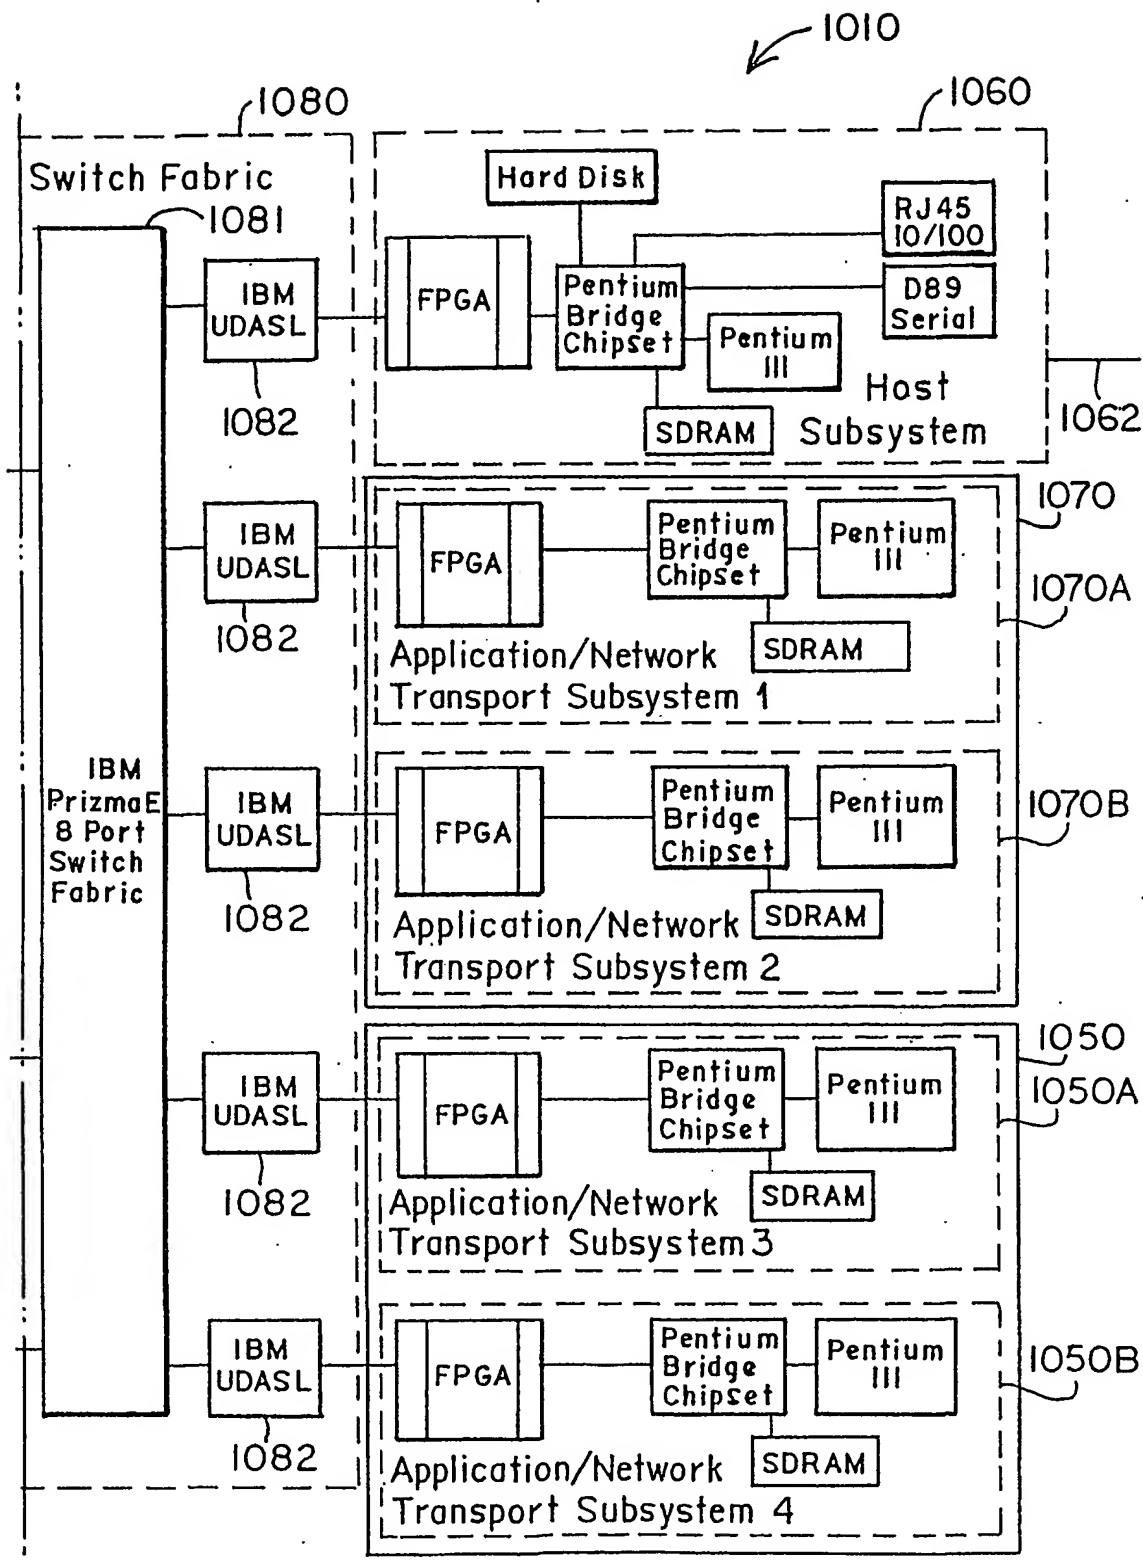 1010
1080
1060
Switch Fabric
1081
Hard Disk
RJ45
10/100
D89
Serial
FPGA
Pentium
Bridge
Chipset
Pentium
III
SDRAM
Host
Subsystem
1062
IBM
UDASL
1082
IBM
UDASL
1082
FPGA
Pentium
Bridge
Chipset
Pentium
III
SDRAM
Application/Network
Transport Subsystem 1
1070
1070A
IBM
PrizmaE
8 Port
Switch
Fabric
IBM
UDASL
1082
FPGA
Pentium
Bridge
Chipset
Pentium
III
SDRAM
Application/Network
Transport Subsystem 2
1070B
IBM
UDASL
1082
FPGA
Pentium
Bridge
Chipset
Pentium
III
SDRAM
Application/Network
Transport Subsystem 3
1050
1050A
IBM
UDASL
1082
FPGA
Pentium
Bridge
Chipset
Pentium
III
SDRAM
Application/Network
Transport Subsystem 4
1050B